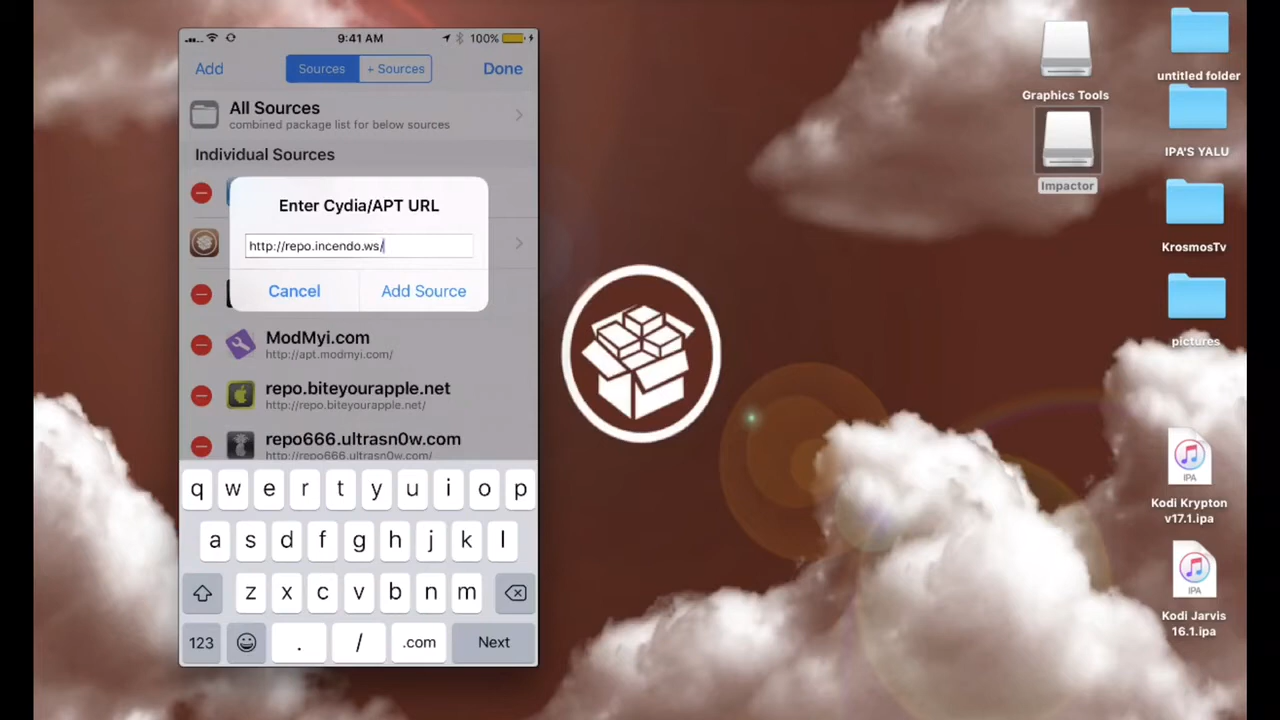 9:41 AM
100%
Add
Sources
+ Sources
Done
All Sources
combined package list for below sources
Individual Sources
Enter Cydia/APT URL
http://repo.incendo.ws/
Cancel
Add Source
ModMyi.com
http://apt.modmyi.com/
repo.biteyourapple.net
http://repo.biteyourapple.net/
repo666.ultrasn0w.com
http://repo666.ultrasn0w.com/
q w e r t y u i o p
a s d f g h j k l
z x c v b n m
123 . / .com Next
Graphics Tools
Impactor
untitled folder
IPA'S YALU
KrosmosTv
pictures
IPA
Kodi Krypton
v17.1.ipa
IPA
Kodi Jarvis
16.1.ipa